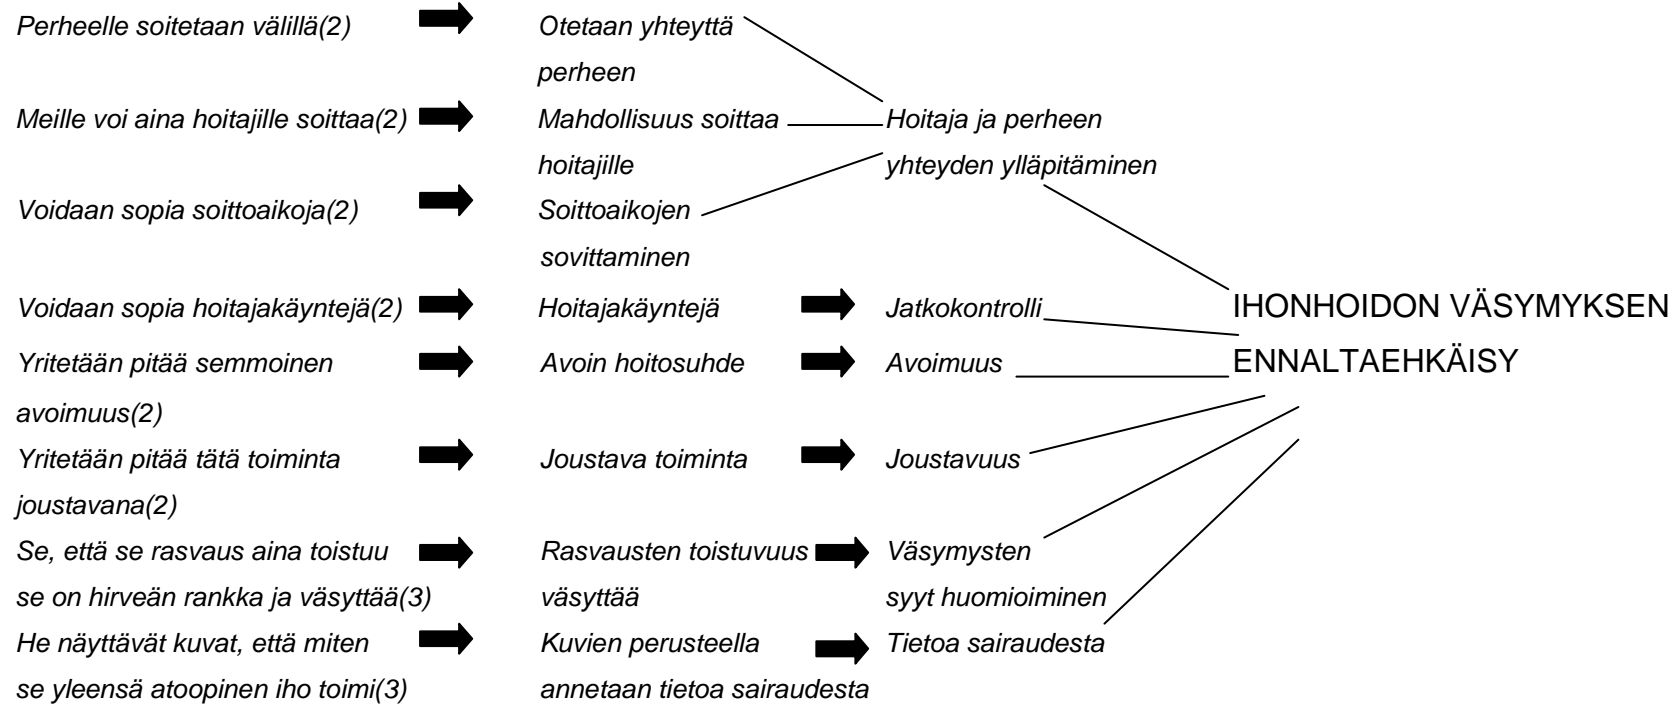 Perheelle soitetaan välillä(2) Otetaan yhteyttä
perheen
Meille voi aina hoitajille soittaa(2) Mahdollisuus soittaa Hoitaja ja perheen
hoitajille yhteyden ylläpitäminen
Voidaan sopia soittoaikoja(2) Soittoaikojen
sovittaminen
Voidaan sopia hoitajakäyntejä(2) Hoitajakäyntejä Jatkokontrolli IHONHOIDON VÄSYMYKSEN
Yritetään pitää semmoinen Avoin hoitosuhde Avoimuus ENNALTAEHKÄISY
avoimuus(2)
Yritetään pitää tätä toiminta Joustava toiminta Joustavuus
joustavana(2)
Se, että se rasvaus aina toistuu Rasvausten toistuvuus Väsymysten
se on hirveän rankka ja väsyttää(3) väsyttää syyt huomioiminen
He näyttävät kuvat, että miten Kuvien perusteella Tietoa sairaudesta
se yleensä atoopinen iho toimi(3) annetaan tietoa sairaudesta